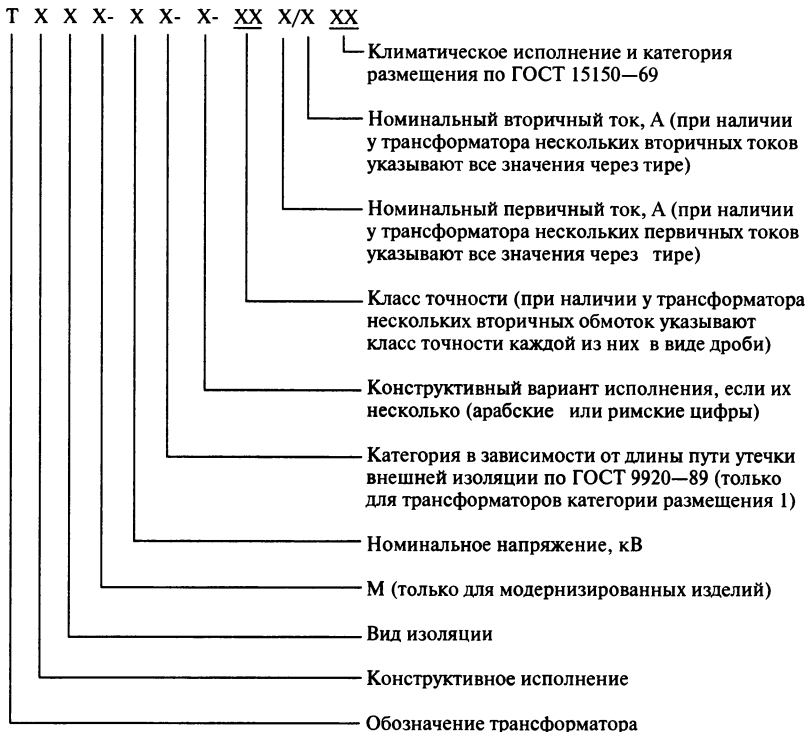 Т Х Х Х- Х Х- Х- ХХ Х/Х ХХ
Климатическое исполнение и категория
размещения по ГОСТ 15150—69
Номинальный вторичный ток, А (при наличии
у трансформатора нескольких вторичных токов
указывают все значения через тире)
Номинальный первичный ток, А (при наличии
у трансформатора нескольких первичных токов
указывают все значения через тире)
Класс точности (при наличии у трансформатора
нескольких вторичных обмоток указывают
класс точности каждой из них в виде дроби)
Конструктивный вариант исполнения, если их
несколько (арабские или римские цифры)
Категория в зависимости от длины пути утечки
внешней изоляции по ГОСТ 9920—89 (только
для трансформаторов категории размещения 1)
Номинальное напряжение, кВ
М (только для модернизированных изделий)
Вид изоляции
Конструктивное исполнение
Обозначение трансформатора